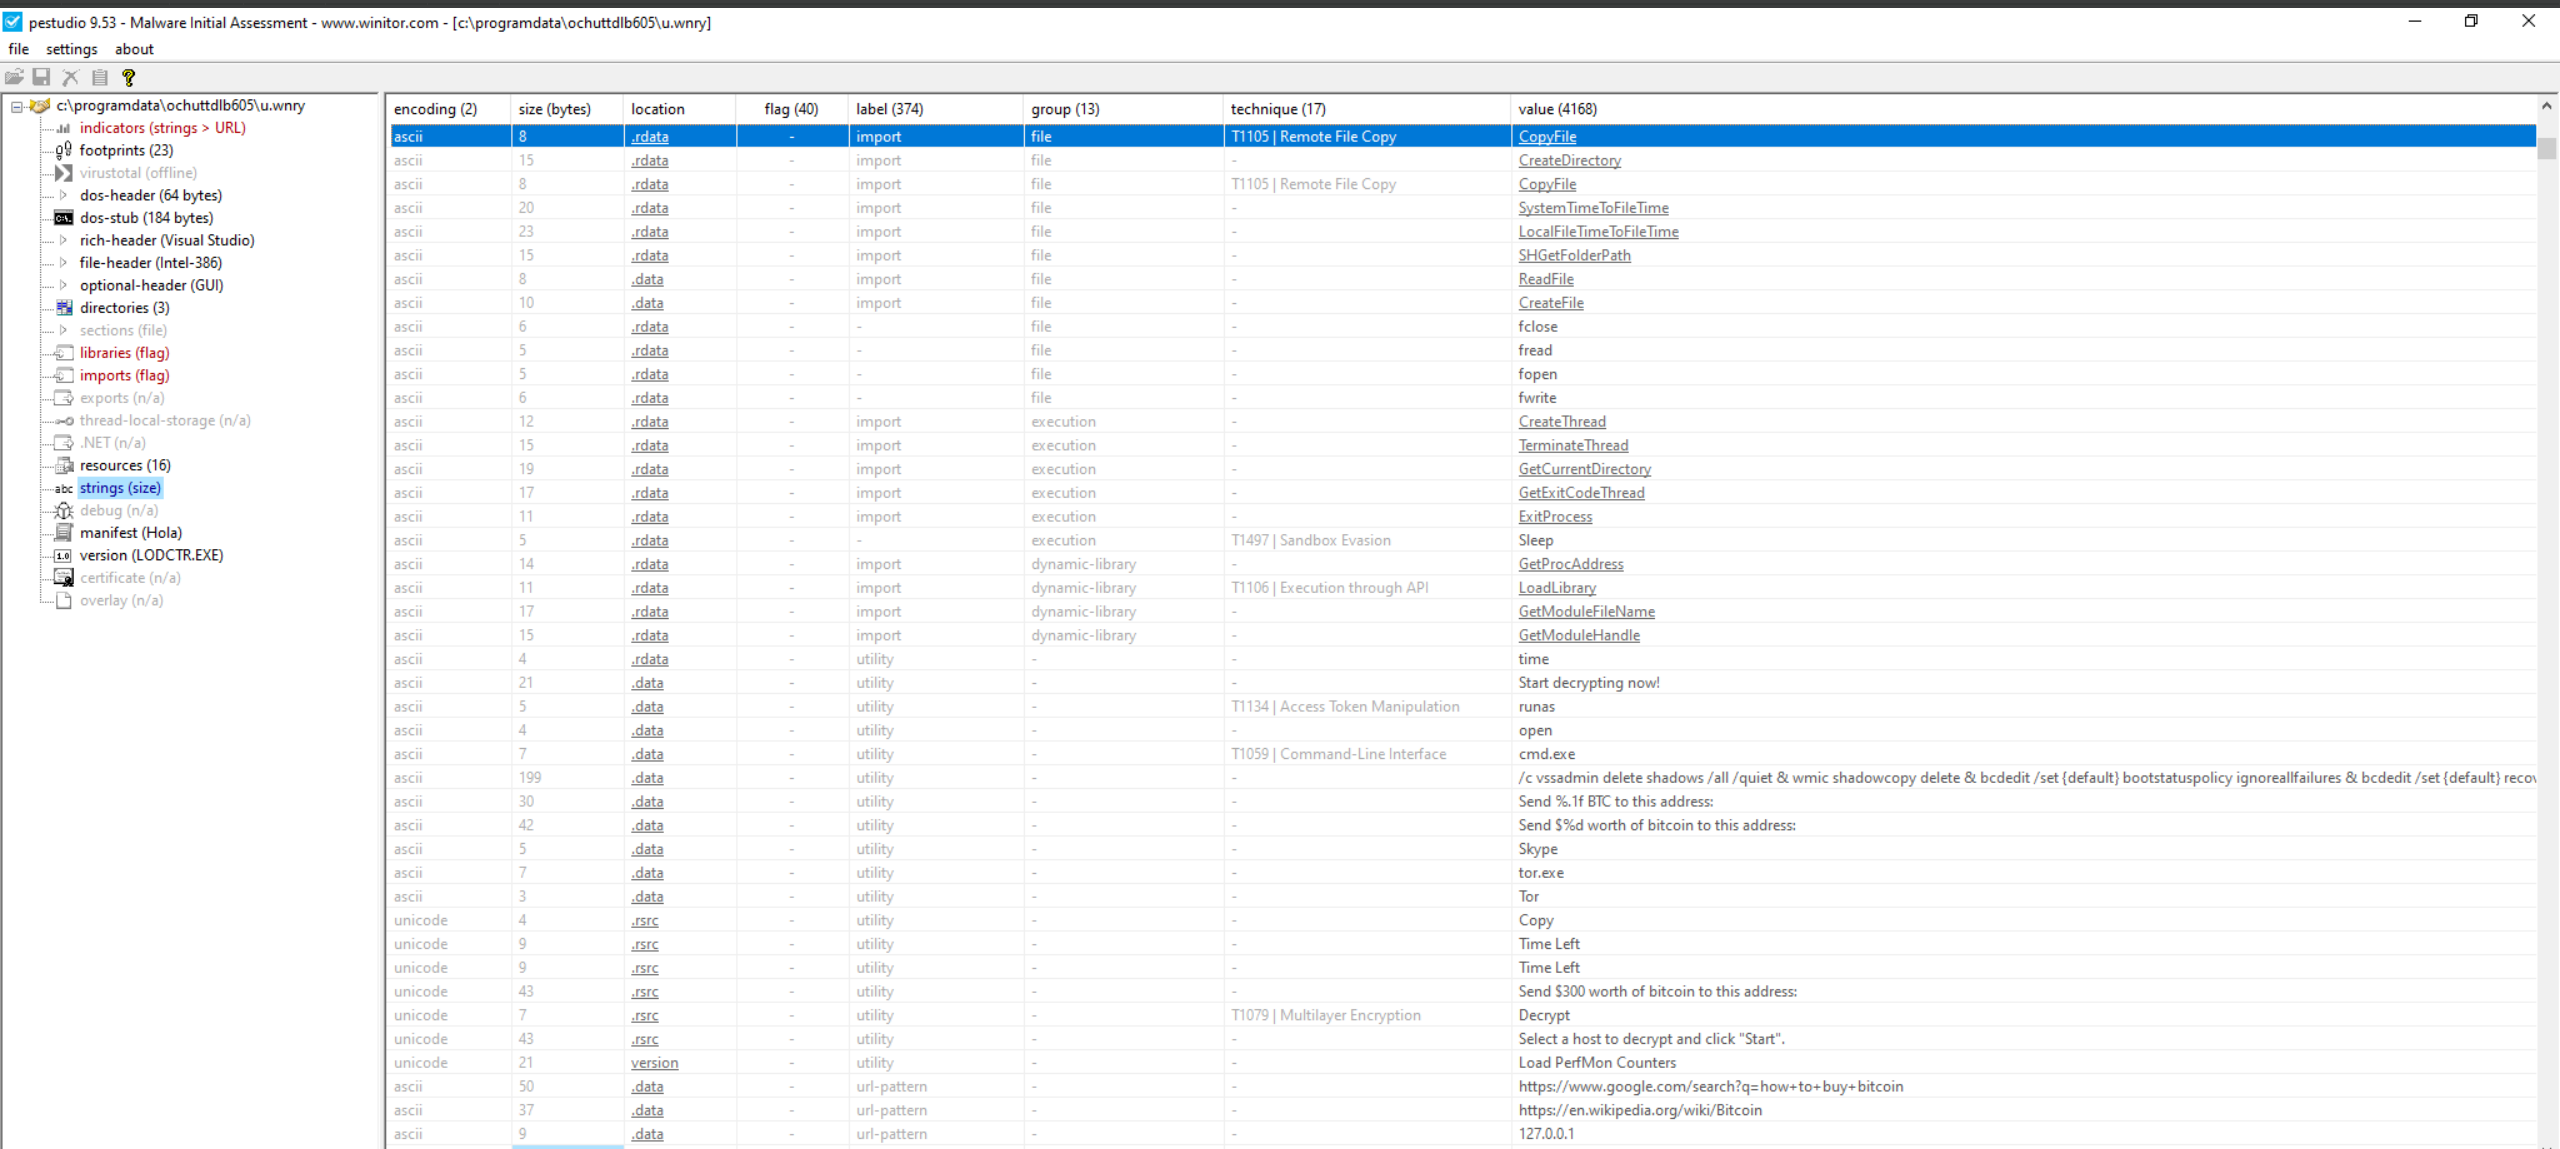 pestudio 9.53 - Malware Initial Assessment - www.winitor.com - [c:\programdata\ochuttdlb605\u.wnry]
file settings about
c:\programdata\ochuttdlb605\u.wnry
indicators (strings > URL)
footprints (23)
virustotal (offline)
dos-header (64 bytes)
dos-stub (184 bytes)
rich-header (Visual Studio)
file-header (Intel-386)
optional-header (GUI)
directories (3)
sections (file)
libraries (flag)
imports (flag)
exports (n/a)
thread-local-storage (n/a)
.NET (n/a)
resources (16)
abc strings (size)
debug (n/a)
manifest (Hola)
1.0 version (LODCTR.EXE)
certificate (n/a)
overlay (n/a)
encoding (2) size (bytes) location flag (40) label (374) group (13) technique (17) value (4168)
ascii 8 .rdata - import file T1105 | Remote File Copy CopyFile
ascii 15 .rdata - import file - CreateDirectory
ascii 8 .rdata - import file T1105 | Remote File Copy CopyFile
ascii 20 .rdata - import file - SystemTimeToFileTime
ascii 23 .rdata - import file - LocalFileTimeToFileTime
ascii 15 .rdata - import file - SHGetFolderPath
ascii 8 .data - import file - ReadFile
ascii 10 .data - import file - CreateFile
ascii 6 .rdata - - file - fclose
ascii 5 .rdata - - file - fread
ascii 5 .rdata - - file - fopen
ascii 6 .rdata - - file - fwrite
ascii 12 .rdata - import execution - CreateThread
ascii 15 .rdata - import execution - TerminateThread
ascii 19 .rdata - import execution - GetCurrentDirectory
ascii 17 .rdata - import execution - GetExitCodeThread
ascii 11 .rdata - import execution - ExitProcess
ascii 5 .rdata - - execution T1497 | Sandbox Evasion Sleep
ascii 14 .rdata - import dynamic-library - GetProcAddress
ascii 11 .rdata - import dynamic-library T1106 | Execution through API LoadLibrary
ascii 17 .rdata - import dynamic-library - GetModuleFileName
ascii 15 .rdata - import dynamic-library - GetModuleHandle
ascii 4 .rdata - utility - - time
ascii 21 .data - utility - - Start decrypting now!
ascii 5 .data - utility - T1134 | Access Token Manipulation runas
ascii 4 .data - utility - - open
ascii 7 .data - utility - T1059 | Command-Line Interface cmd.exe
ascii 199 .data - utility - - /c vssadmin delete shadows /all /quiet & wmic shadowcopy delete & bcdedit /set {default} bootstatuspolicy ignoreallfailures & bcdedit /set {default} recov
ascii 30 .data - utility - - Send %.1f BTC to this address:
ascii 42 .data - utility - - Send $%d worth of bitcoin to this address:
ascii 5 .data - utility - - Skype
ascii 7 .data - utility - - tor.exe
ascii 3 .data - utility - - Tor
unicode 4 .rsrc - utility - - Copy
unicode 9 .rsrc - utility - - Time Left
unicode 9 .rsrc - utility - - Time Left
unicode 43 .rsrc - utility - - Send $300 worth of bitcoin to this address:
unicode 7 .rsrc - utility - T1079 | Multilayer Encryption Decrypt
unicode 43 .rsrc - utility - - Select a host to decrypt and click "Start".
unicode 21 version - utility - - Load PerfMon Counters
ascii 50 .data - url-pattern - - https://www.google.com/search?q=how+to+buy+bitcoin
ascii 37 .data - url-pattern - - https://en.wikipedia.org/wiki/Bitcoin
ascii 9 .data - url-pattern - - 127.0.0.1